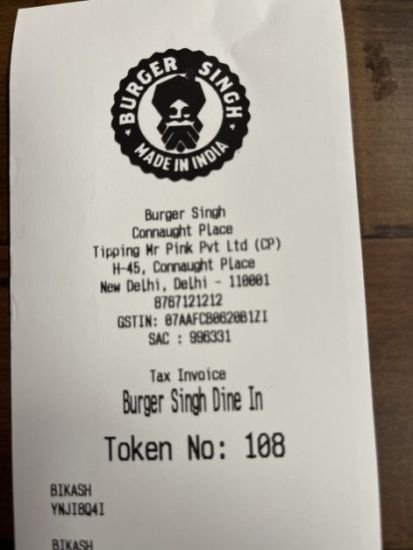 BURGER SINGH
MADE IN INDIA
Burger Singh
Connaught Place
Tipping Mr Pink Pvt Ltd (CP)
H-45, Connaught Place
New Delhi, Delhi - 110001
8767121212
GSTIN: 07AAFCB0620B1ZI
SAC : 996331
Tax Invoice
Burger Singh Dine In
Token No: 108
BIKASH
YNJI8Q4I
BIKASH